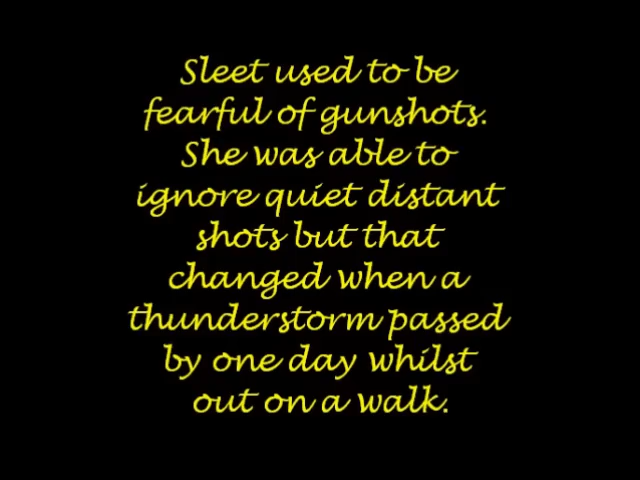 Sleet used to be
fearful of gunshots.
She was able to
ignore quiet distant
shots but that
changed when a
thunderstorm passed
by one day whilst
out on a walk.